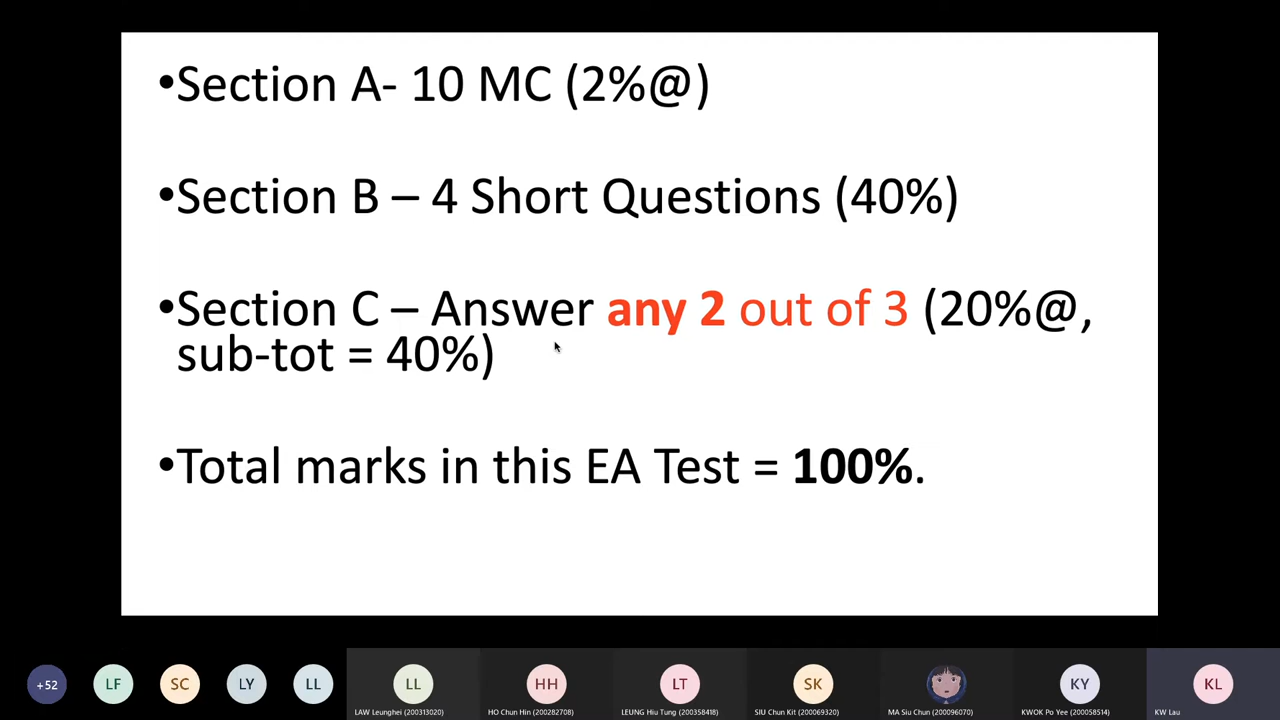 •Section A- 10 MC (2%@)
•Section B – 4 Short Questions (40%)
•Section C – Answer any 2 out of 3 (20%@,
sub-tot = 40%)
•Total marks in this EA Test = 100%.
+52 LF SC LY LL LL HH LT SK KY KL
LAW Leunghei (200313020) HO Chun Hin (200282708) LEUNG Hiu Tung (200358418) SIU Chun Kit (200069320) MA Siu Chun (200096070) KWOK Po Yee (200058514) KW Lau